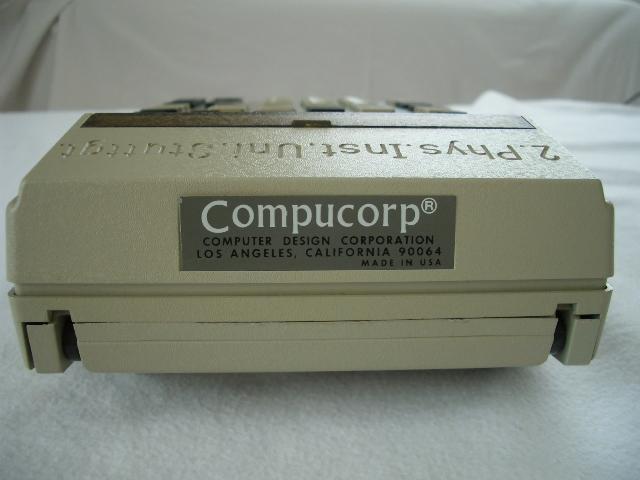 2.Phys.Inst.Uni.Stuttgt.
Compucorp®
COMPUTER DESIGN CORPORATION
LOS ANGELES, CALIFORNIA 90064
MADE IN USA